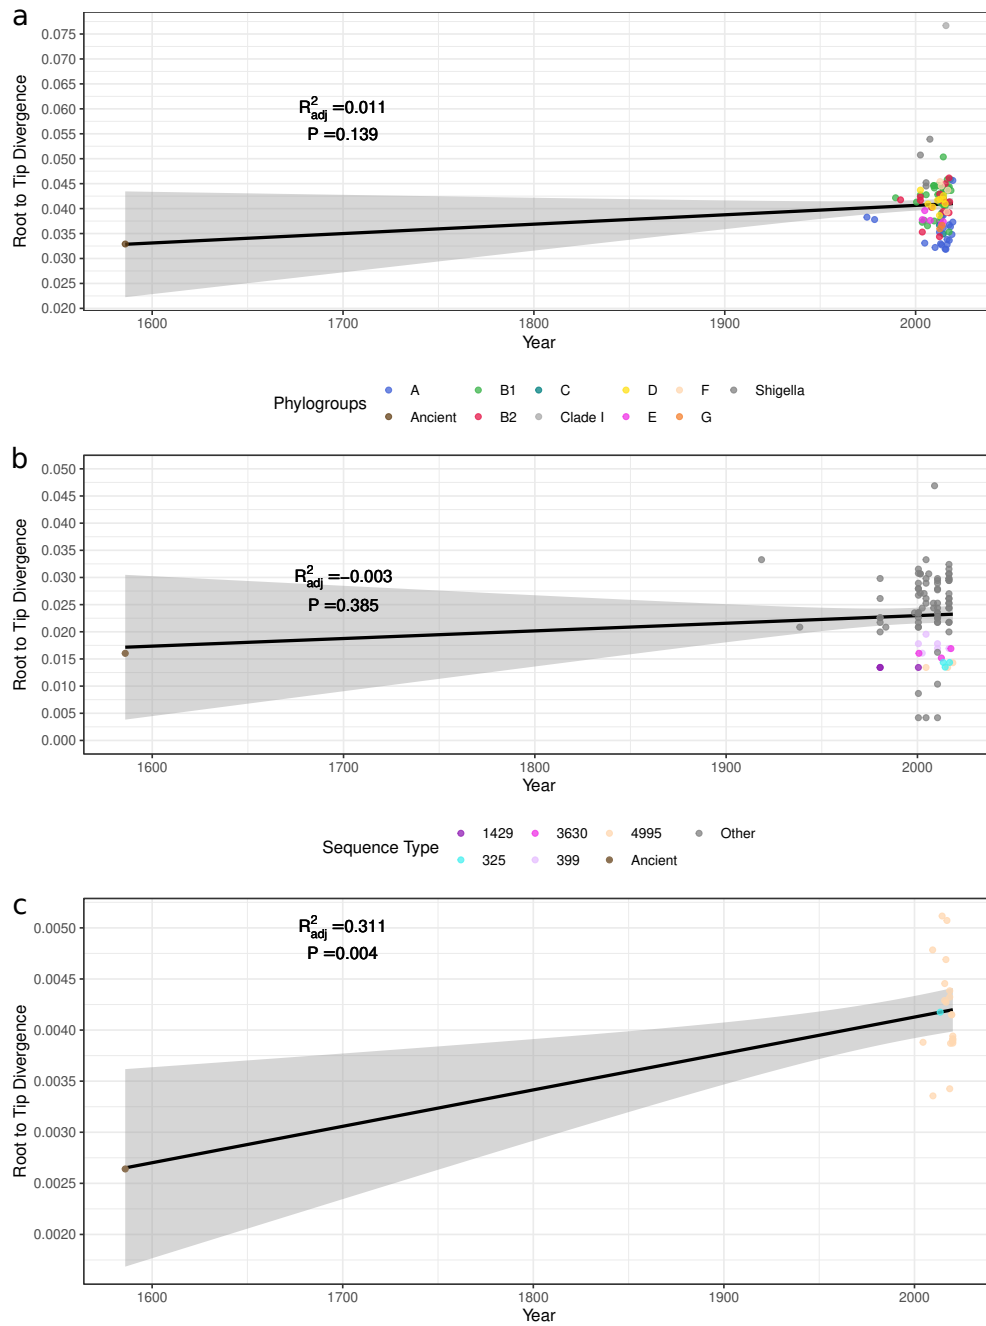 a
0.075
0.070
0.065
0.060
0.055
0.050
0.045
0.040
0.035
0.030
0.025
0.020
Root to Tip Divergence
R²adj =0.011
P =0.139
1600 1700 1800 1900 2000
Year
Phylogroups
A B1 C D F Shigella
Ancient B2 Clade I E G
b
0.050
0.045
0.040
0.035
0.030
0.025
0.020
0.015
0.010
0.005
0.000
Root to Tip Divergence
R²adj =−0.003
P =0.385
1600 1700 1800 1900 2000
Year
Sequence Type
1429 3630 4995 Other
325 399 Ancient
c
0.0050
0.0045
0.0040
0.0035
0.0030
0.0025
0.0020
Root to Tip Divergence
R²adj =0.311
P =0.004
1600 1700 1800 1900 2000
Year